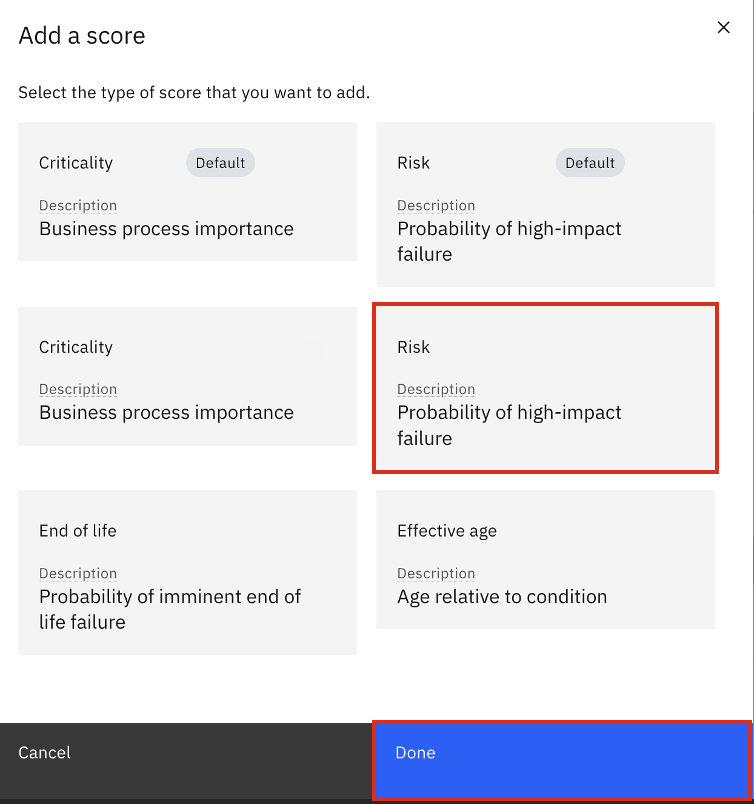 Add a score
Select the type of score that you want to add.
Criticality
Default
Description
Business process importance
Risk
Default
Description
Probability of high-impact
failure
Criticality
Description
Business process importance
Risk
Description
Probability of high-impact
failure
End of life
Description
Probability of imminent end of
life failure
Effective age
Description
Age relative to condition
Cancel
Done